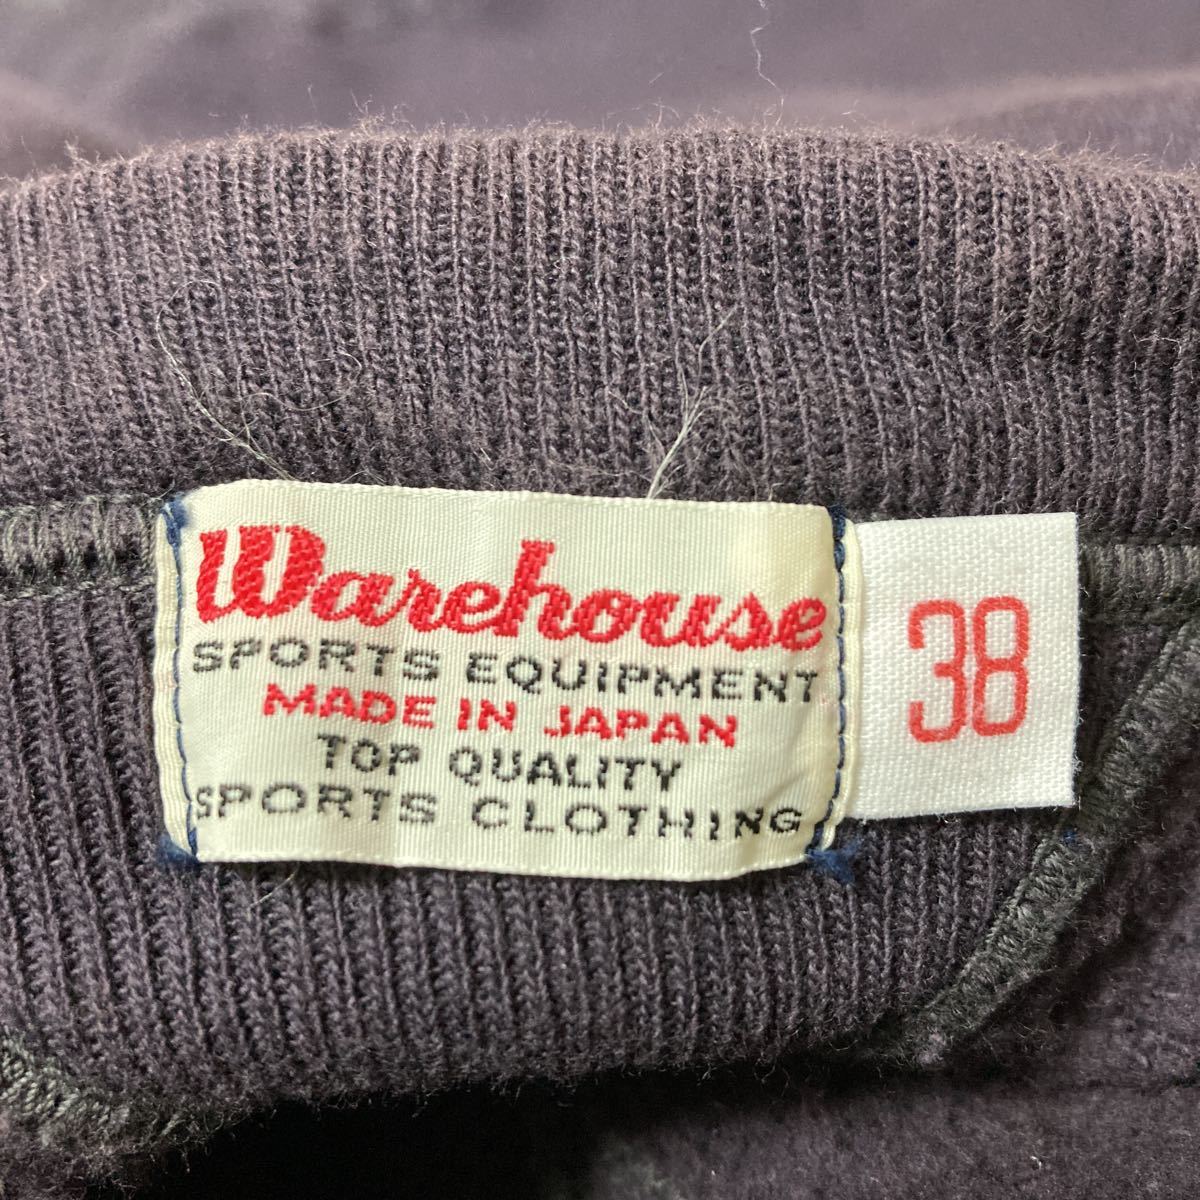 Warehouse
SPORTS EQUIPMENT
MADE IN JAPAN
TOP QUALITY
SPORTS CLOTHING
38